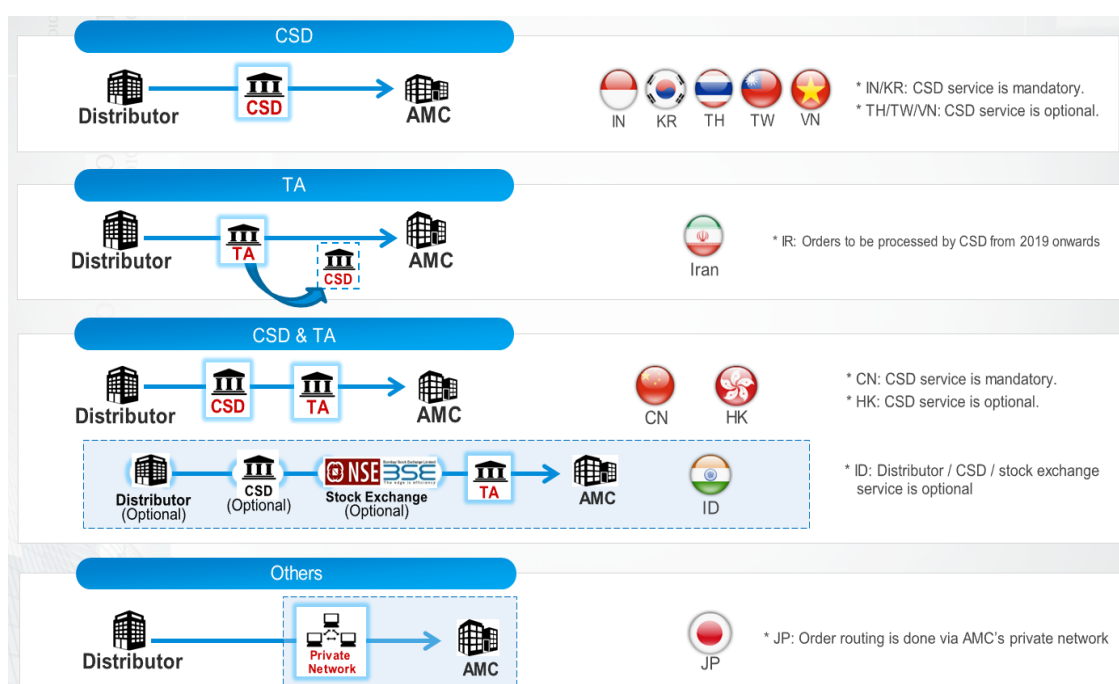 CSD
Distributor
CSD
AMC
IN KR TH TW VN
* IN/KR: CSD service is mandatory.
* TH/TW/VN: CSD service is optional.
TA
Distributor
TA
CSD
AMC
Iran
* IR: Orders to be processed by CSD from 2019 onwards
CSD & TA
Distributor
CSD
TA
AMC
CN HK
* CN: CSD service is mandatory.
* HK: CSD service is optional.
Distributor
(Optional)
CSD
(Optional)
NSE BSE
The edge is efficiency
Stock Exchange
(Optional)
TA
AMC
ID
* ID: Distributor / CSD / stock exchange
service is optional
Others
Distributor
Private
Network
AMC
JP
* JP: Order routing is done via AMC's private network